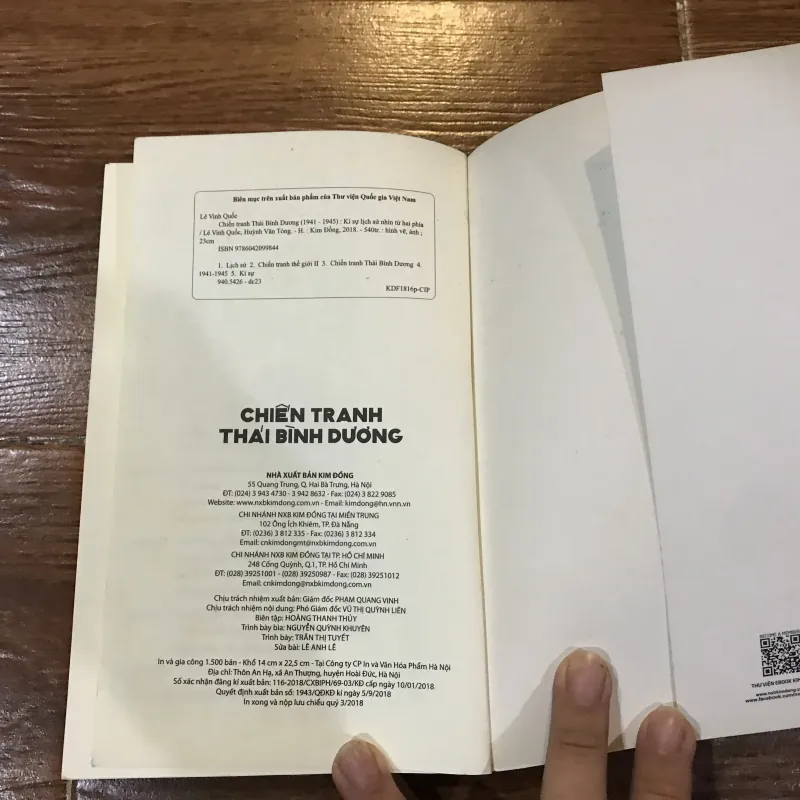 Biên mục trên xuất bản phẩm của Thư viện Quốc gia Việt Nam
Lê Vinh Quốc
Chiến tranh Thái Bình Dương (1941 - 1945) : Kí sự lịch sử nhìn từ hai phía
/ Lê Vinh Quốc, Huỳnh Văn Tòng. - H. : Kim Đồng, 2018. - 540tr. : hình vẽ, ảnh ;
23cm
ISBN 9786042099844
1. Lịch sử 2. Chiến tranh thế giới II 3. Chiến tranh Thái Bình Dương 4.
1941-1945 5. Kí sự
940.5426 - dc23
KDF1816p-CIP
CHIẾN TRANH
THÁI BÌNH DƯƠNG
NHÀ XUẤT BẢN KIM ĐỒNG
55 Quang Trung, Q. Hai Bà Trưng, Hà Nội
ĐT: (024) 3 943 4730 - 3 942 8632 - Fax: (024) 3 822 9085
Website: www.nxbkimdong.com.vn - Email: kimdong@hn.vnn.vn
CHI NHÁNH NXB KIM ĐỒNG TẠI MIỀN TRUNG
102 Ông Ích Khiêm, TP. Đà Nẵng
ĐT: (0236) 3 812 335 - Fax: (0236) 3 812 334
Email: cnkimdongmt@nxbkimdong.com.vn
CHI NHÁNH NXB KIM ĐỒNG TẠI TP. HỒ CHÍ MINH
248 Cống Quỳnh, Q.1, TP. Hồ Chí Minh
ĐT: (028) 39251001 - (028) 39250987 - Fax: (028) 39251012
Email: cnkimdong@nxbkimdong.com.vn
Chịu trách nhiệm xuất bản: Giám đốc PHẠM QUANG VINH
Chịu trách nhiệm nội dung: Phó Giám đốc VŨ THỊ QUỲNH LIÊN
Biên tập: HOÀNG THANH THỦY
Trình bày bìa: NGUYỄN QUỲNH KHUYÊN
Trình bày: TRẦN THỊ TUYẾT
Sửa bài: LÊ ANH LÊ
In và gia công 1.500 bản - Khổ 14 cm x 22,5 cm - Tại Công ty CP In và Văn Hóa Phẩm Hà Nội
Địa chỉ: Thôn An Hạ, xã An Thượng, huyện Hoài Đức, Hà Nội
Số xác nhận đăng kí xuất bản: 116-2018/CXBIPH/69-03/KĐ cấp ngày 10/01/2018
Quyết định xuất bản số: 1943/QĐKĐ kí ngày 5/9/2018
In xong và nộp lưu chiểu quý 3/2018
BECOME A MEMBER
THƯ VIỆN EBOOK
www.nxbkimdong.
www.facebook.com/